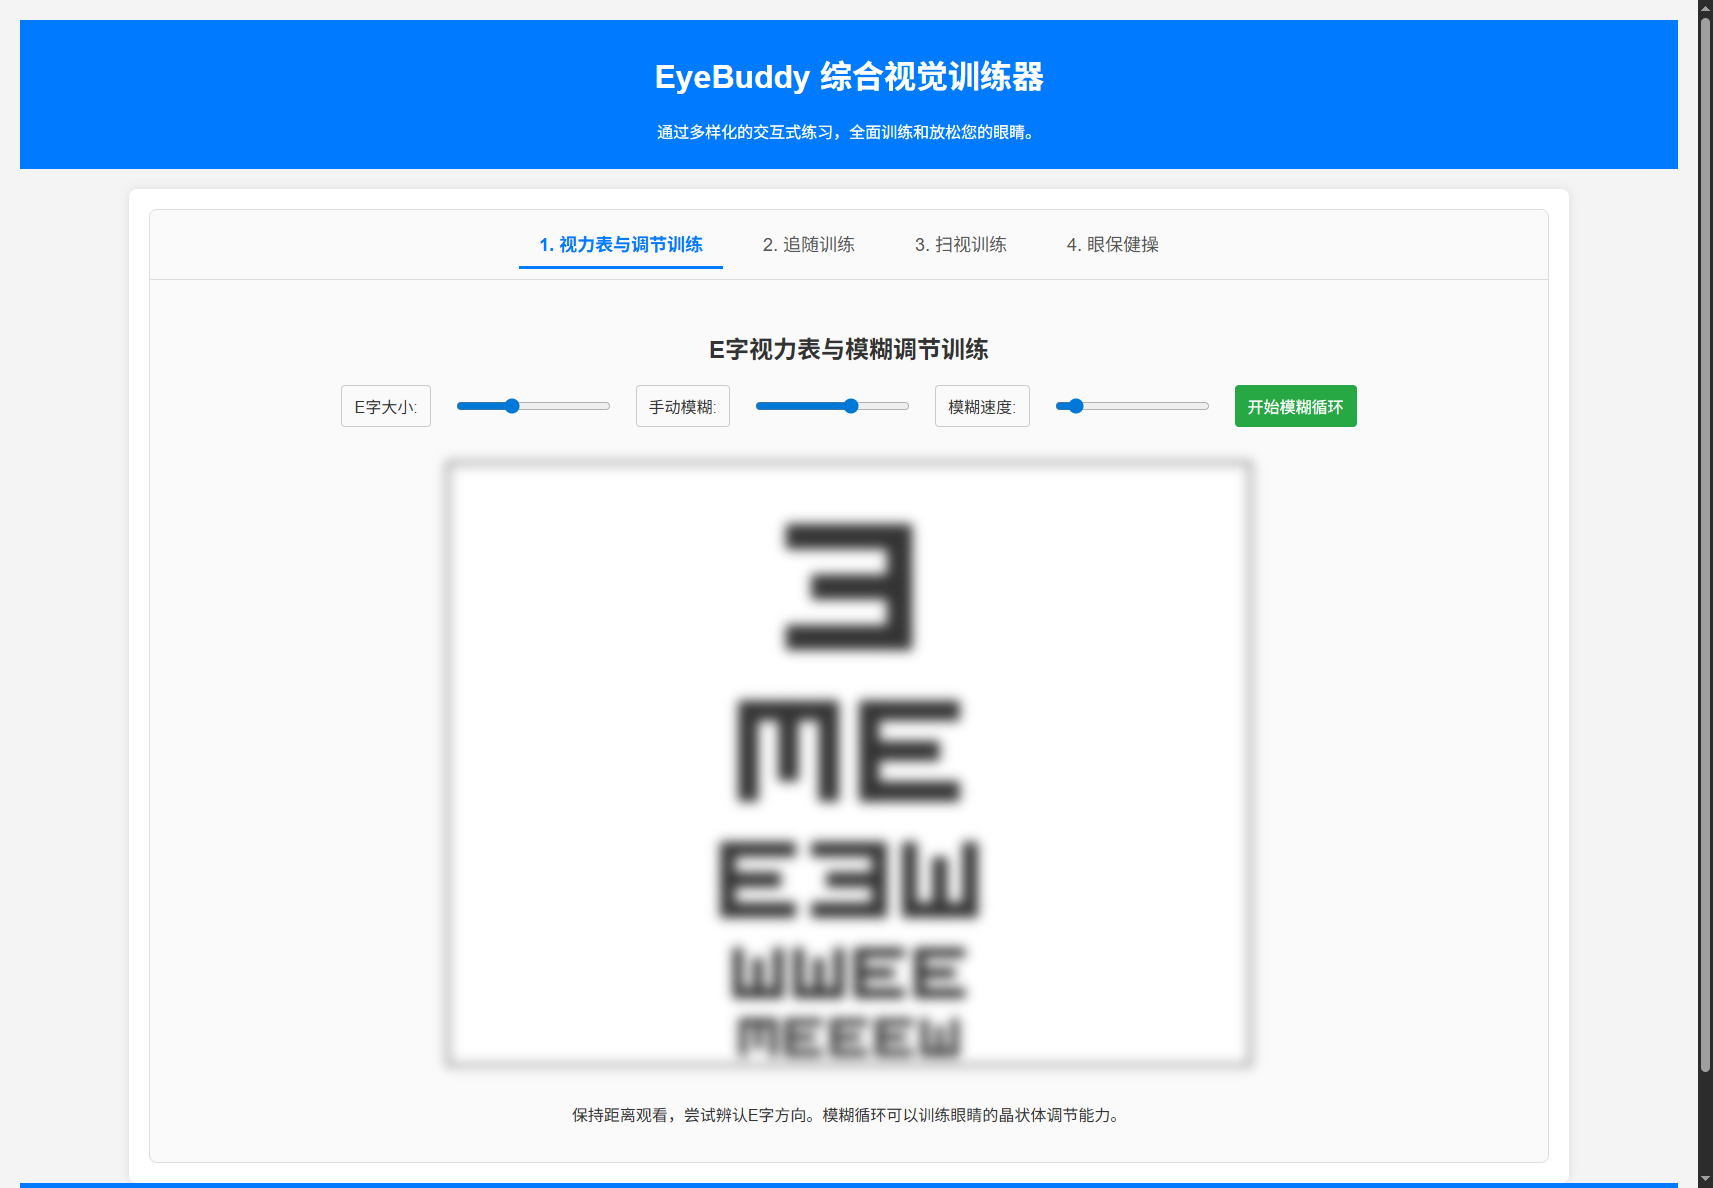 EyeBuddy 综合视觉训练器
通过多样化的交互式练习，全面训练和放松您的眼睛。
1. 视力表与调节训练
2. 追随训练
3. 扫视训练
4. 眼保健操
E字视力表与模糊调节训练
E字大小:
手动模糊:
模糊速度:
开始模糊循环
Ǝ
M E
E Ǝ W
W W E E
M E E E W
保持距离观看，尝试辨认E字方向。模糊循环可以训练眼睛的晶状体调节能力。